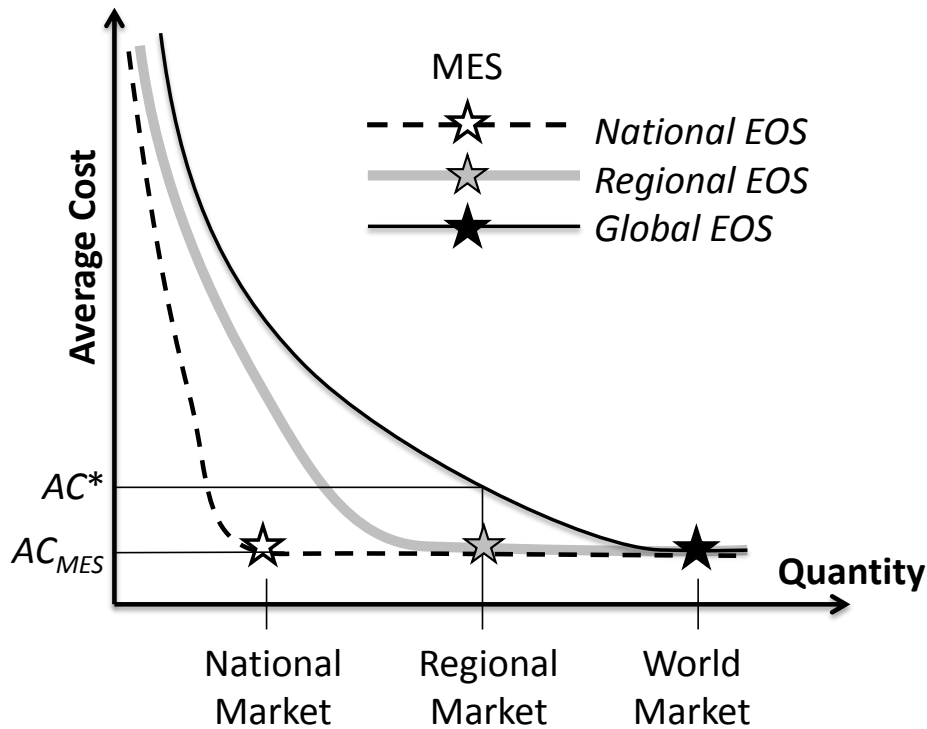 MES
National EOS
Regional EOS
Global EOS
Average Cost
AC*
AC_MES
Quantity
National
Market
Regional
Market
World
Market